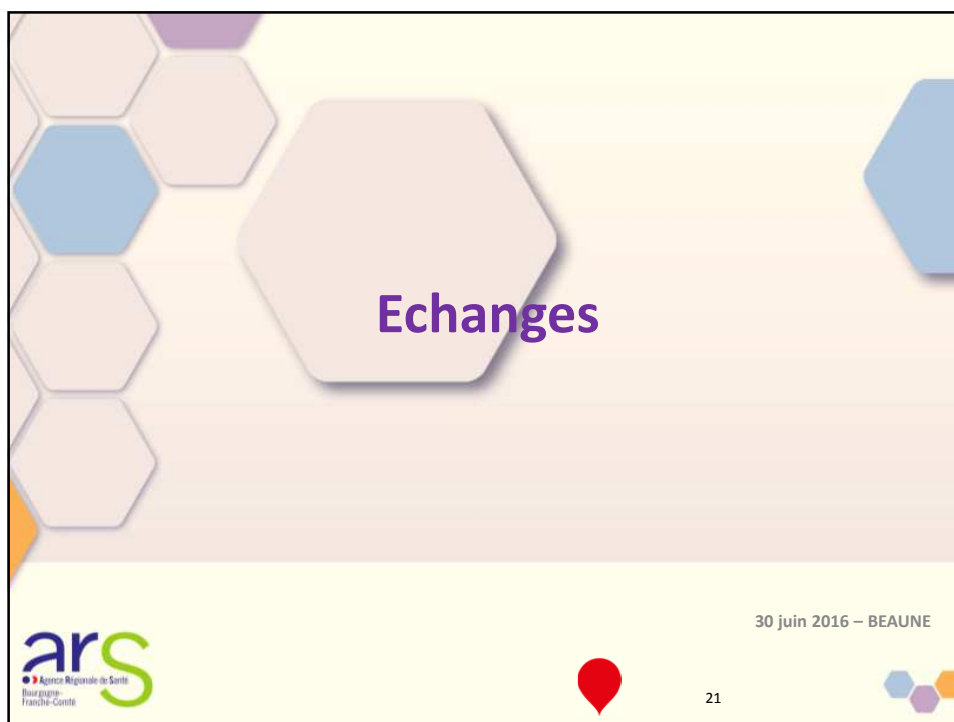 Echanges
30 juin 2016 – BEAUNE
ars
Agence Régionale de Santé
Bourgogne-
Franche-Comté
21